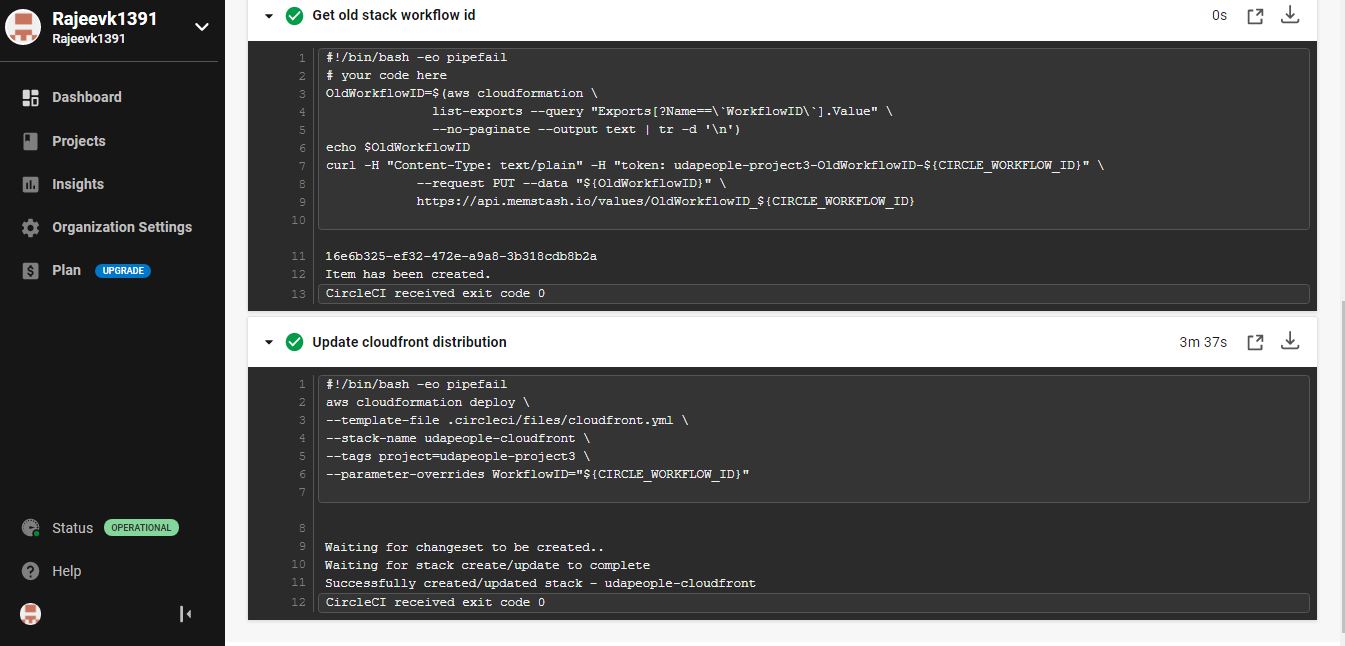 Rajeevk1391
Rajeevk1391
Dashboard
Projects
Insights
Organization Settings
Plan UPGRADE
Status OPERATIONAL
Help
Get old stack workflow id 0s
1 #!/bin/bash -eo pipefail
2 # your code here
3 OldWorkflowID=$(aws cloudformation \
4 list-exports --query "Exports[?Name==\`WorkflowID\`].Value" \
5 --no-paginate --output text | tr -d '\n')
6 echo $OldWorkflowID
7 curl -H "Content-Type: text/plain" -H "token: udapeople-project3-OldWorkflowID-${CIRCLE_WORKFLOW_ID}" \
8 --request PUT --data "${OldWorkflowID}" \
9 https://api.memstash.io/values/OldWorkflowID_${CIRCLE_WORKFLOW_ID}
10
11 16e6b325-ef32-472e-a9a8-3b318cdb8b2a
12 Item has been created.
13 CircleCI received exit code 0
Update cloudfront distribution 3m 37s
1 #!/bin/bash -eo pipefail
2 aws cloudformation deploy \
3 --template-file .circleci/files/cloudfront.yml \
4 --stack-name udapeople-cloudfront \
5 --tags project=udapeople-project3 \
6 --parameter-overrides WorkflowID="${CIRCLE_WORKFLOW_ID}"
7
8
9 Waiting for changeset to be created..
10 Waiting for stack create/update to complete
11 Successfully created/updated stack - udapeople-cloudfront
12 CircleCI received exit code 0